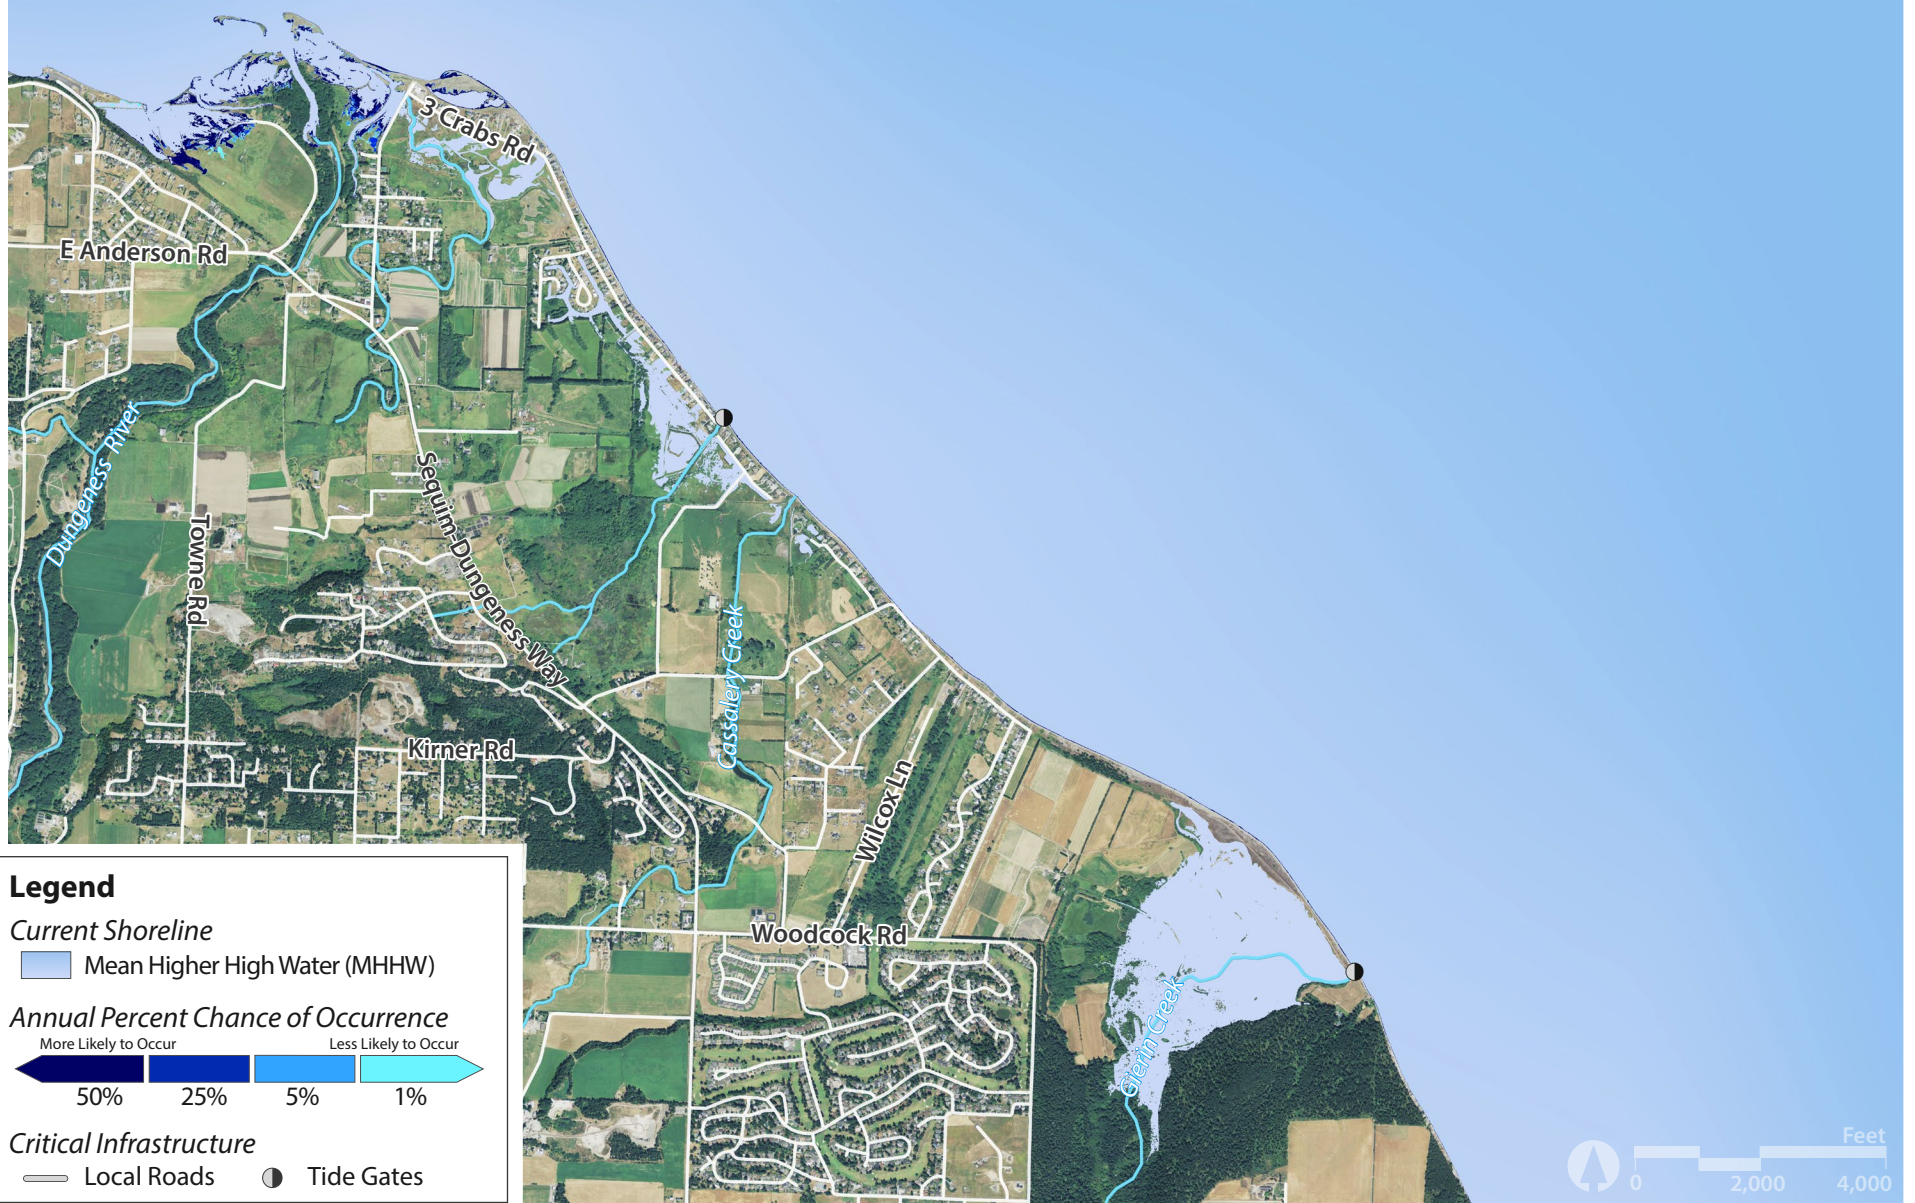 3 Crabs Rd
E Anderson Rd
Dungeness River
Towne Rd
Sequim-Dungeness Way
Cassalery Creek
Kirner Rd
Wilcox Ln
Woodcock Rd
Gierin Creek
Legend
Current Shoreline
Mean Higher High Water (MHHW)
Annual Percent Chance of Occurrence
More Likely to Occur Less Likely to Occur
50% 25% 5% 1%
Critical Infrastructure
Local Roads Tide Gates
Feet
0 2,000 4,000